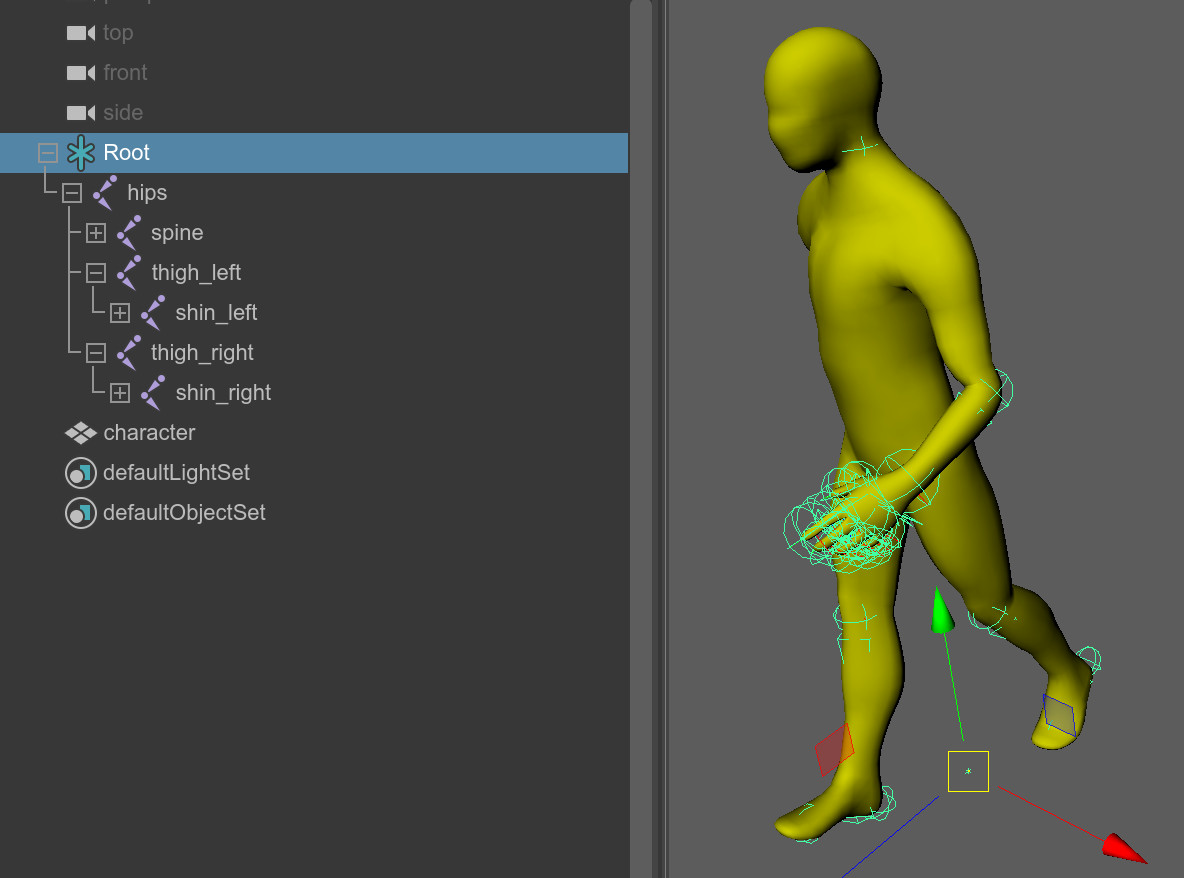 top
front
side
Root
hips
spine
thigh_left
shin_left
thigh_right
shin_right
character
defaultLightSet
defaultObjectSet